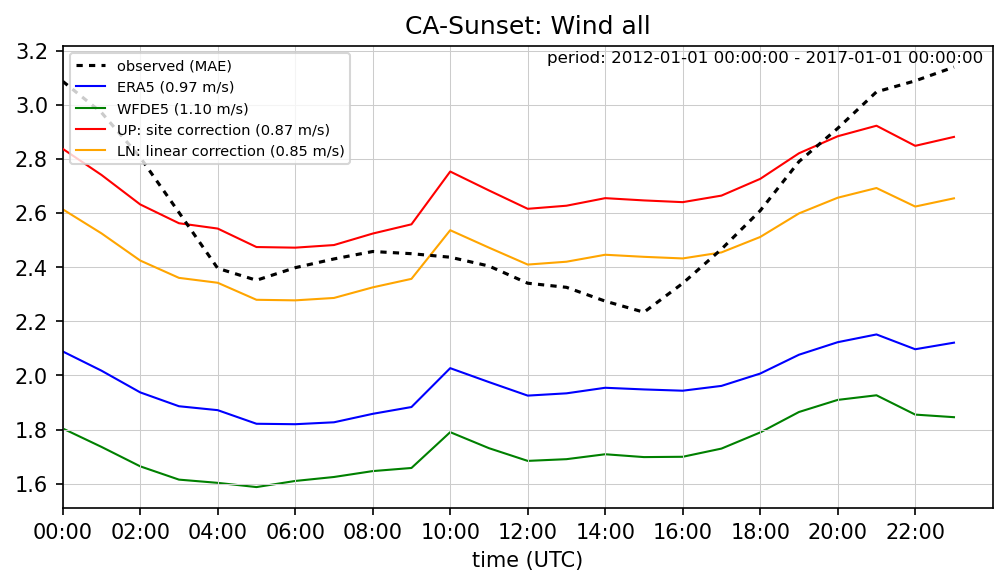 CA-Sunset: Wind all
period: 2012-01-01 00:00:00 - 2017-01-01 00:00:00
observed (MAE)
ERA5 (0.97 m/s)
WFDE5 (1.10 m/s)
UP: site correction (0.87 m/s)
LN: linear correction (0.85 m/s)
3.2
3.0
2.8
2.6
2.4
2.2
2.0
1.8
1.6
00:00 02:00 04:00 06:00 08:00 10:00 12:00 14:00 16:00 18:00 20:00 22:00
time (UTC)